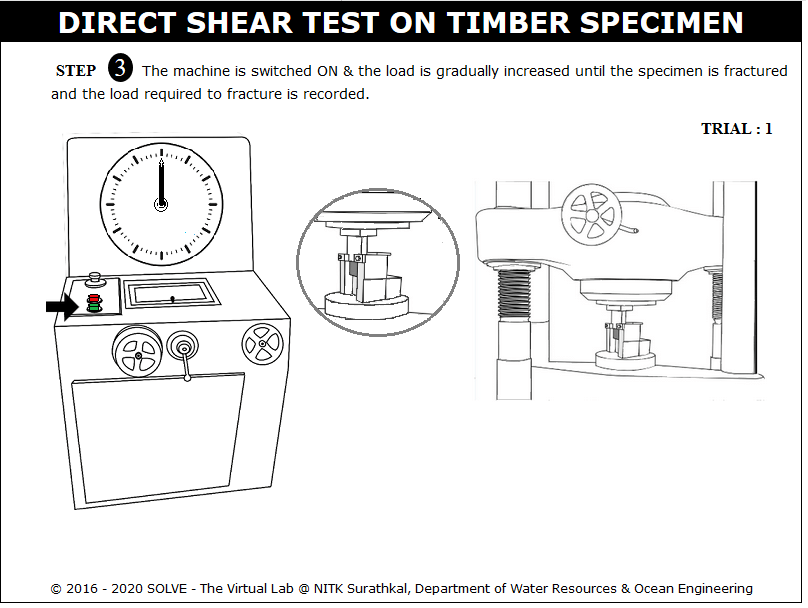 DIRECT SHEAR TEST ON TIMBER SPECIMEN
STEP 3 The machine is switched ON & the load is gradually increased until the specimen is fractured
and the load required to fracture is recorded.
TRIAL : 1
© 2016 - 2020 SOLVE - The Virtual Lab @ NITK Surathkal, Department of Water Resources & Ocean Engineering